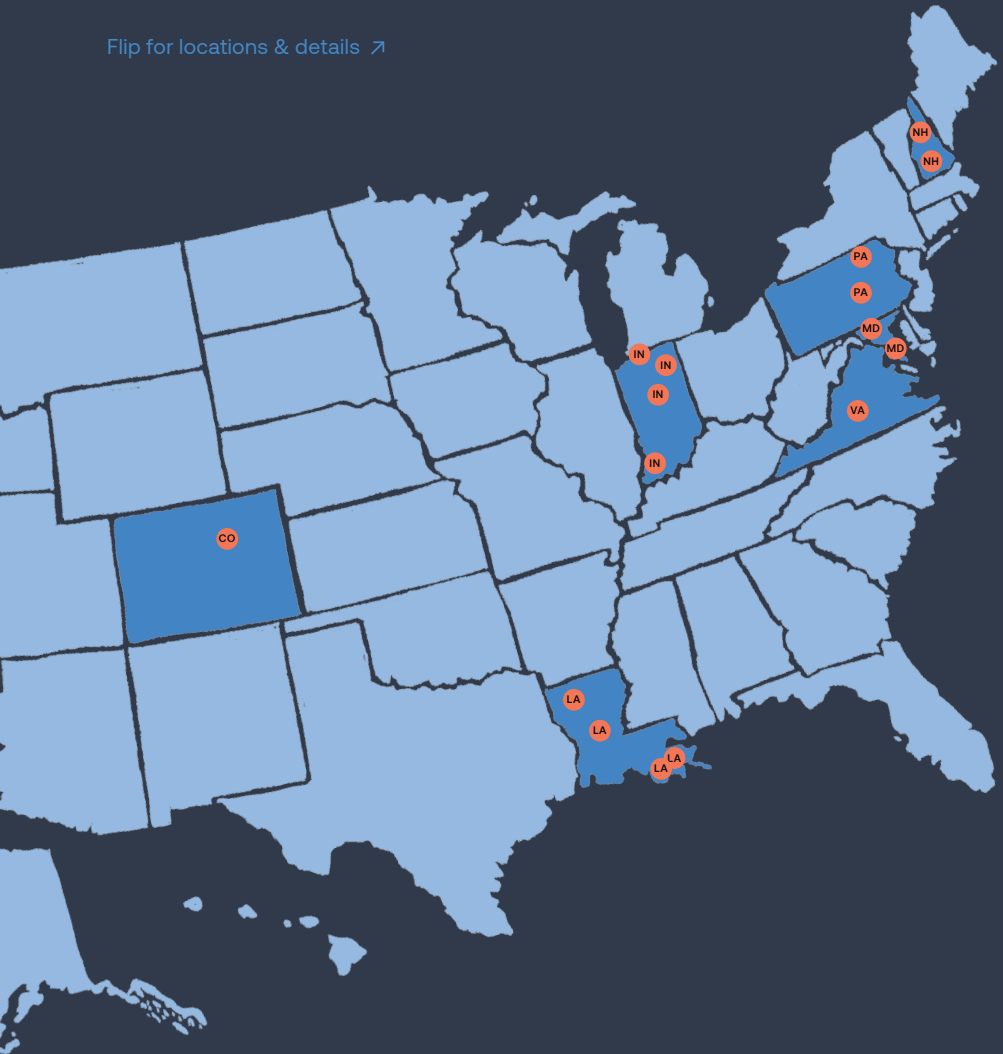 Flip for locations & details ↗
NH
NH
PA
PA
MD
MD
IN
IN
IN
VA
IN
CO
LA
LA
LA
LA